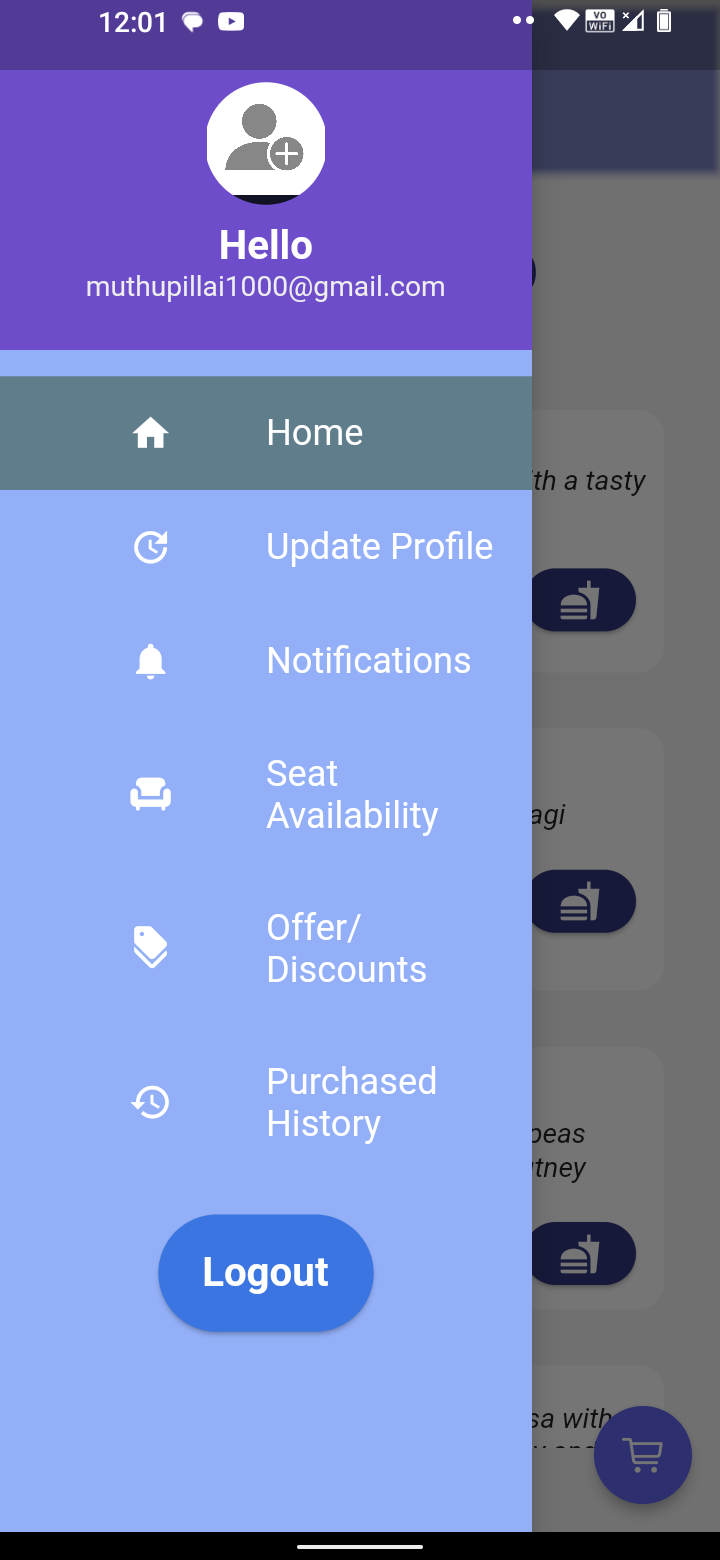 12:01
VO
WiFi
Hello
muthupillai1000@gmail.com
Home
th a tasty
Update Profile
Notifications
Seat
Availability
agi
Offer/
Discounts
Purchased
History
peas
tney
Logout
sa with